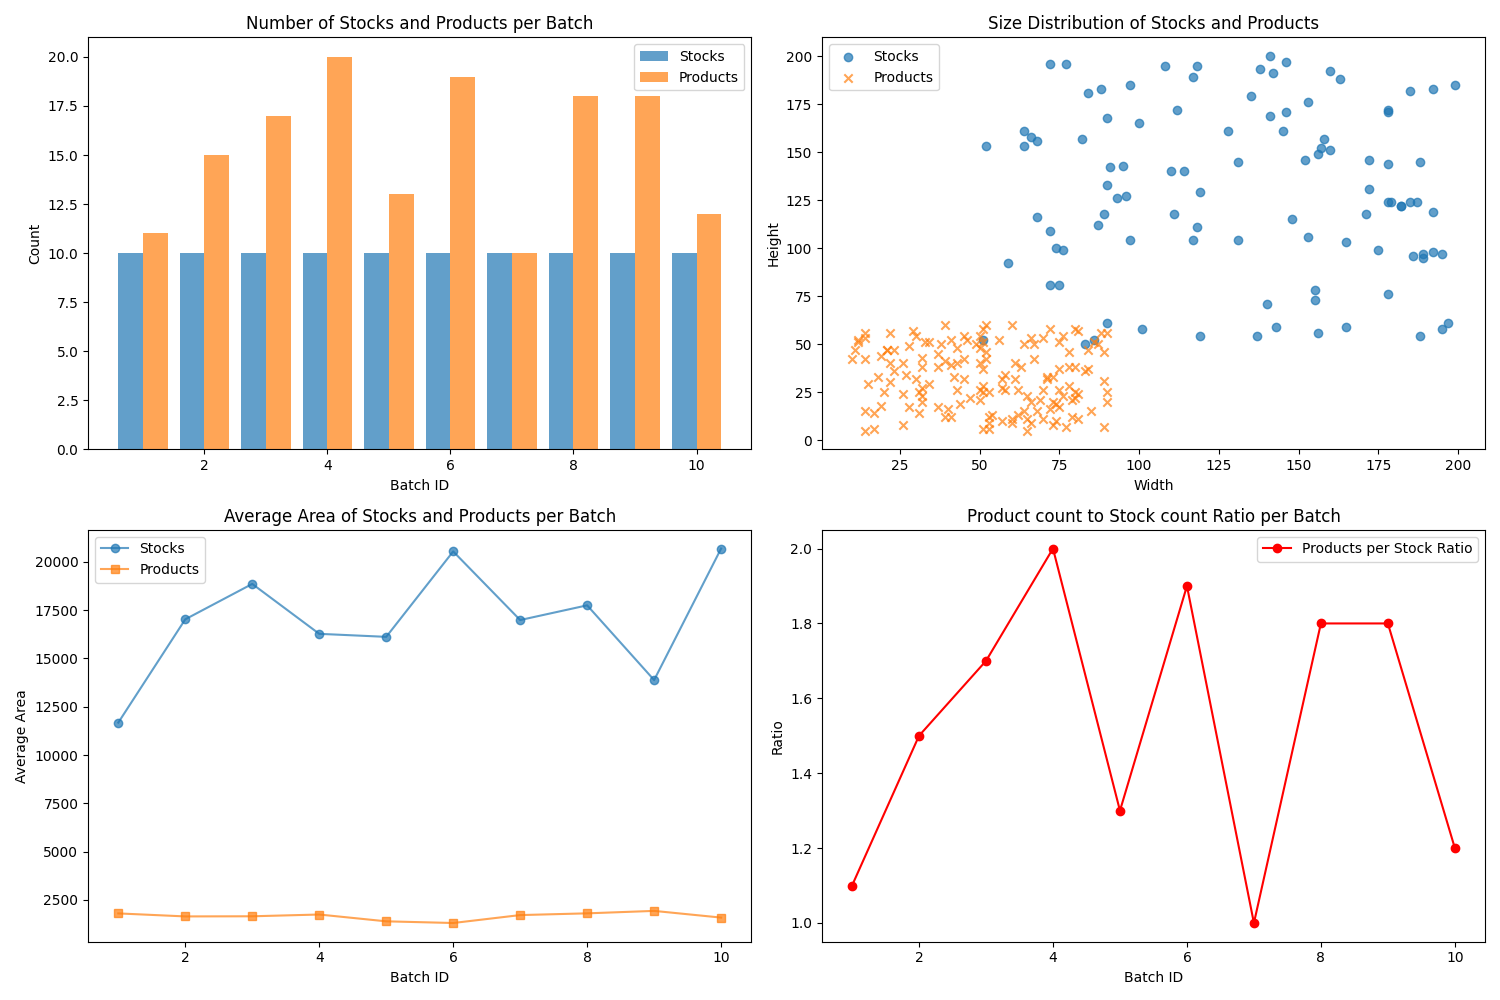 Number of Stocks and Products per Batch
20.0
17.5
15.0
12.5
10.0
7.5
5.0
2.5
0.0
Count
Stocks
Products
2 4 6 8 10
Batch ID
Size Distribution of Stocks and Products
200
175
150
125
100
75
50
25
0
Height
Stocks
Products
25 50 75 100 125 150 175 200
Width
Average Area of Stocks and Products per Batch
20000
17500
15000
12500
10000
7500
5000
2500
Average Area
Stocks
Products
2 4 6 8 10
Batch ID
Product count to Stock count Ratio per Batch
2.0
1.8
1.6
1.4
1.2
1.0
Ratio
Products per Stock Ratio
2 4 6 8 10
Batch ID